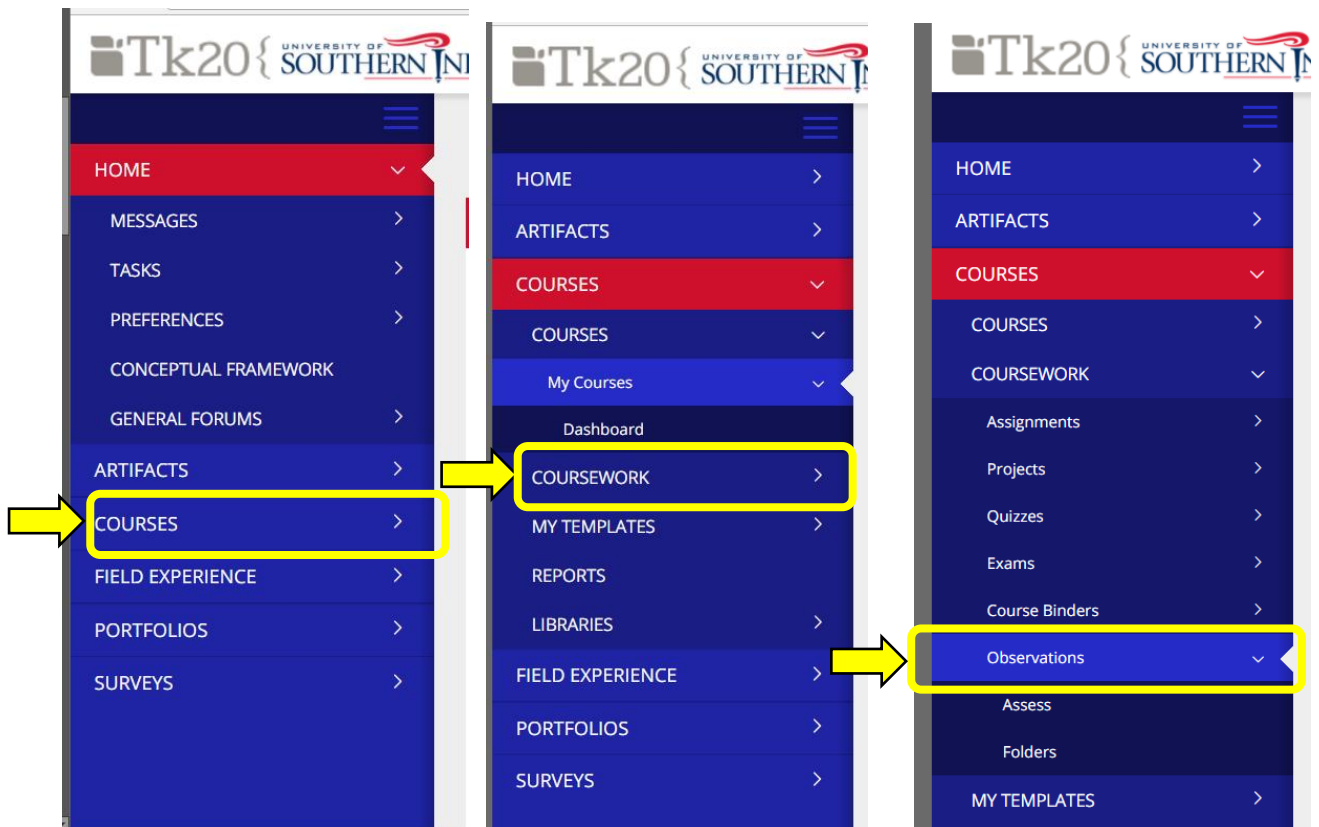 Tk20{ UNIVERSITY OF
SOUTHERN
HOME
MESSAGES
TASKS
PREFERENCES
CONCEPTUAL FRAMEWORK
GENERAL FORUMS
ARTIFACTS
COURSES
FIELD EXPERIENCE
PORTFOLIOS
SURVEYS
Tk20{ UNIVERSITY OF
SOUTHERN
HOME
ARTIFACTS
COURSES
COURSES
My Courses
Dashboard
COURSEWORK
MY TEMPLATES
REPORTS
LIBRARIES
FIELD EXPERIENCE
PORTFOLIOS
SURVEYS
Tk20{ UNIVERSITY OF
SOUTHERN
HOME
ARTIFACTS
COURSES
COURSES
COURSEWORK
Assignments
Projects
Quizzes
Exams
Course Binders
Observations
Assess
Folders
MY TEMPLATES